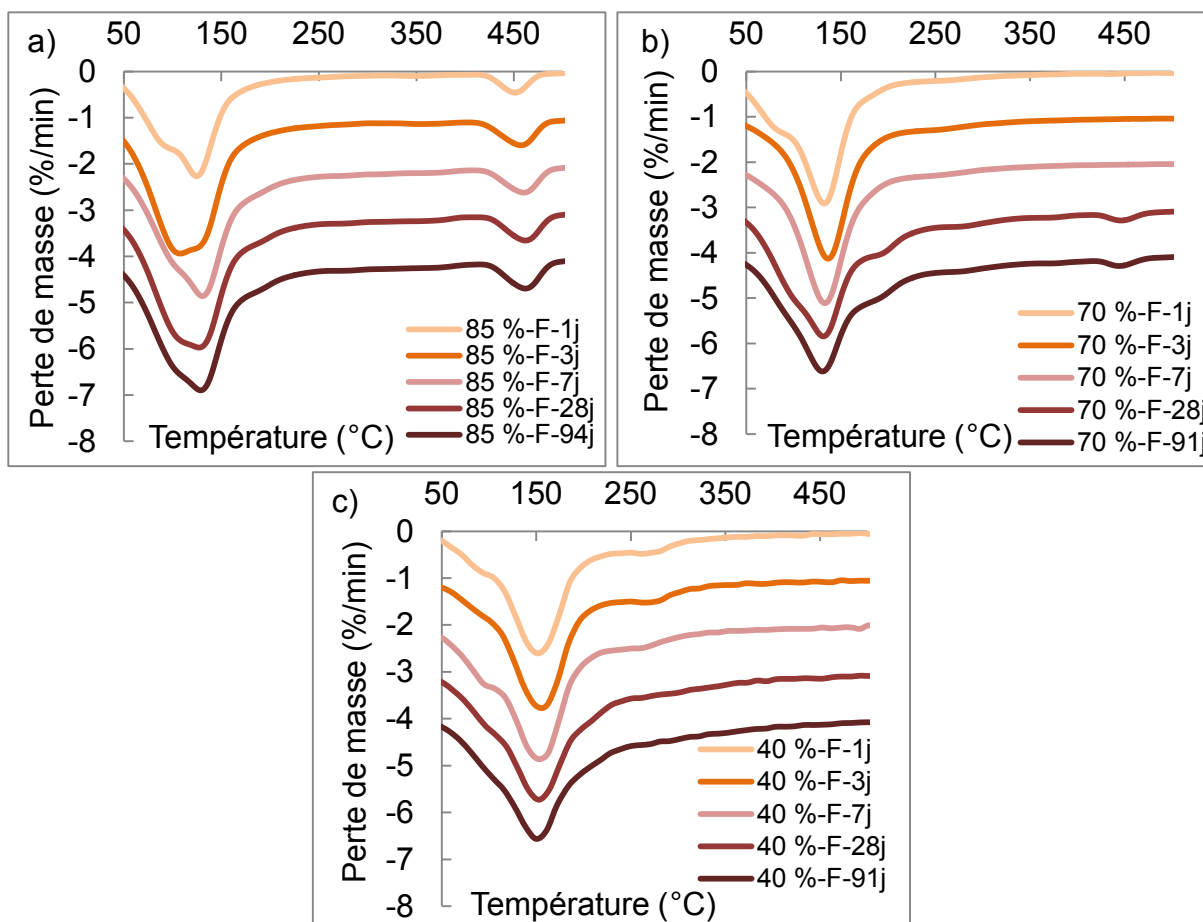 a)
50 150 250 350 450
0
-1
-2
-3
-4
-5
-6
-7
-8
Perte de masse (%/min)
Température (°C)
85 %-F-1j
85 %-F-3j
85 %-F-7j
85 %-F-28j
85 %-F-94j
b)
50 150 250 350 450
0
-1
-2
-3
-4
-5
-6
-7
-8
Perte de masse (%/min)
Température (°C)
70 %-F-1j
70 %-F-3j
70 %-F-7j
70 %-F-28j
70 %-F-91j
c)
50 150 250 350 450
0
-1
-2
-3
-4
-5
-6
-7
-8
Perte de masse (%/min)
Température (°C)
40 %-F-1j
40 %-F-3j
40 %-F-7j
40 %-F-28j
40 %-F-91j